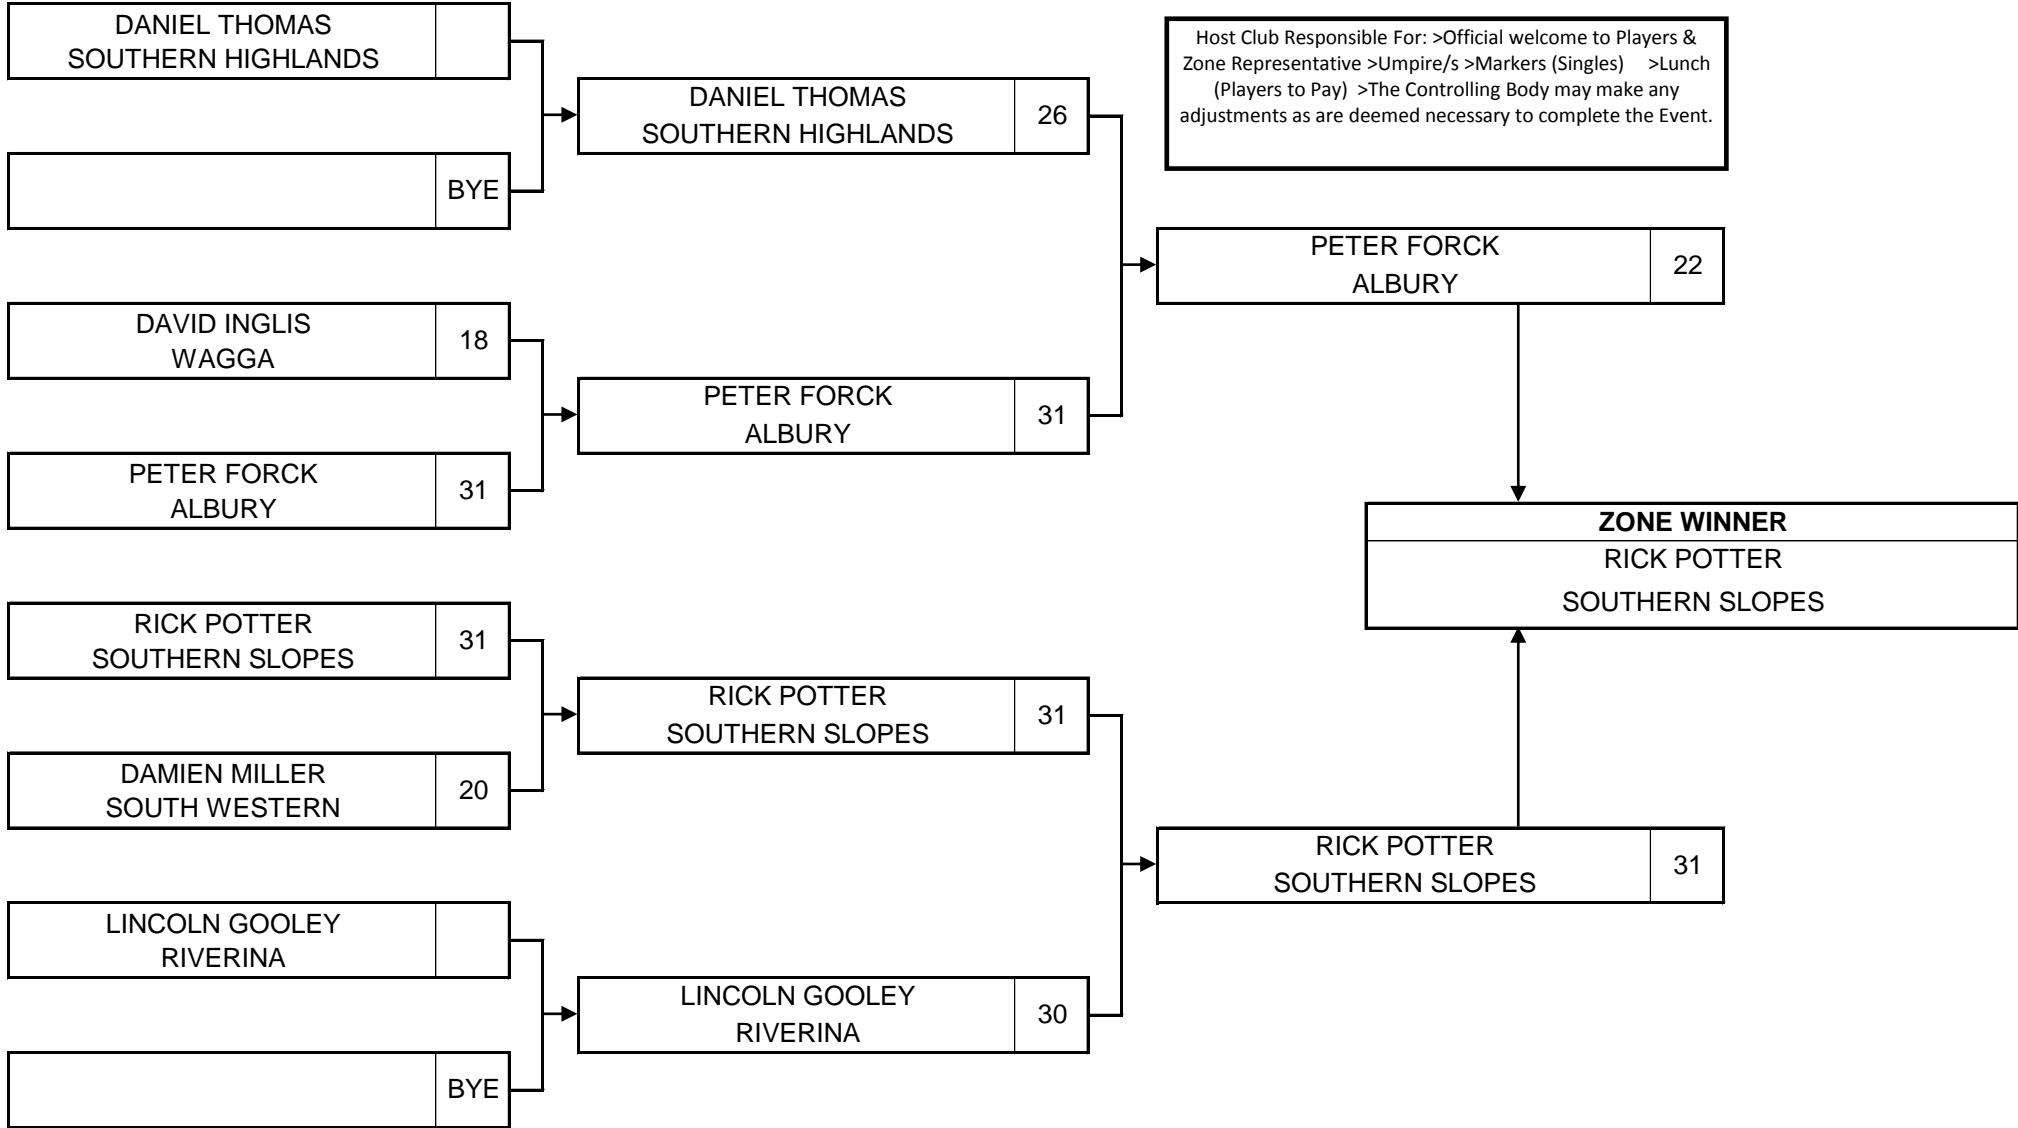 DANIEL THOMAS
SOUTHERN HIGHLANDS
BYE
DAVID INGLIS
WAGGA
18
PETER FORCK
ALBURY
31
RICK POTTER
SOUTHERN SLOPES
31
DAMIEN MILLER
SOUTH WESTERN
20
LINCOLN GOOLEY
RIVERINA
BYE
DANIEL THOMAS
SOUTHERN HIGHLANDS
26
PETER FORCK
ALBURY
31
RICK POTTER
SOUTHERN SLOPES
31
LINCOLN GOOLEY
RIVERINA
30
Host Club Responsible For: >Official welcome to Players &
Zone Representative >Umpire/s >Markers (Singles) >Lunch
(Players to Pay) >The Controlling Body may make any
adjustments as are deemed necessary to complete the Event.
PETER FORCK
ALBURY
22
RICK POTTER
SOUTHERN SLOPES
31
ZONE WINNER
RICK POTTER
SOUTHERN SLOPES